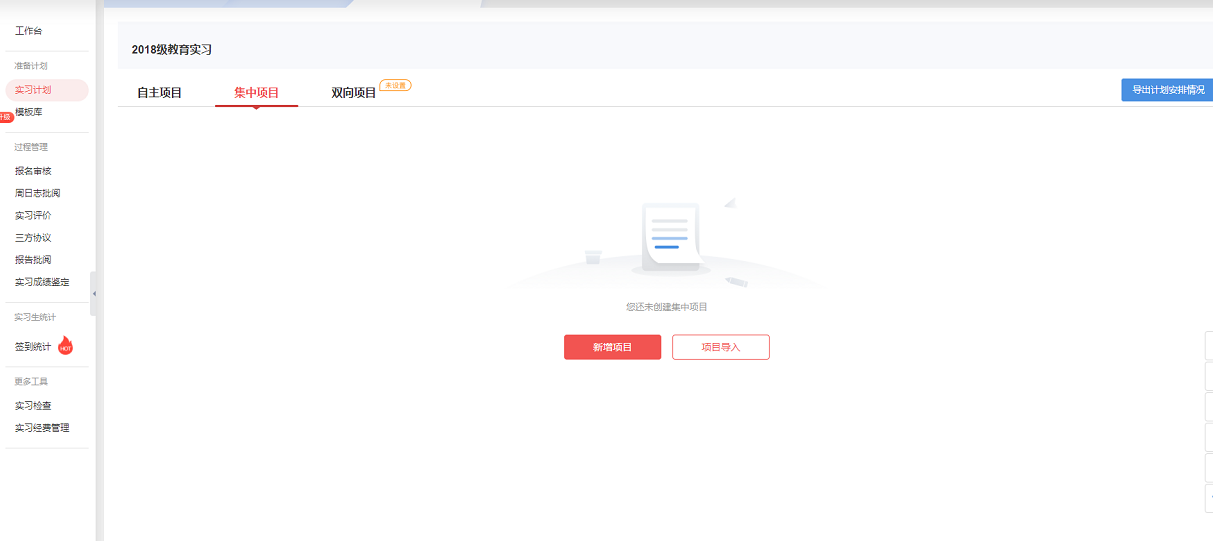 工作台
准备计划
实习计划
模板库
升级
过程管理
报名审核
周日志批阅
实习评价
三方协议
报告批阅
实习成绩鉴定
实习生统计
签到统计
HOT
更多工具
实习检查
实习经费管理
2018级教育实习
自主项目
集中项目
双向项目
未设置
导出计划安排情况
您还未创建集中项目
新增项目
项目导入